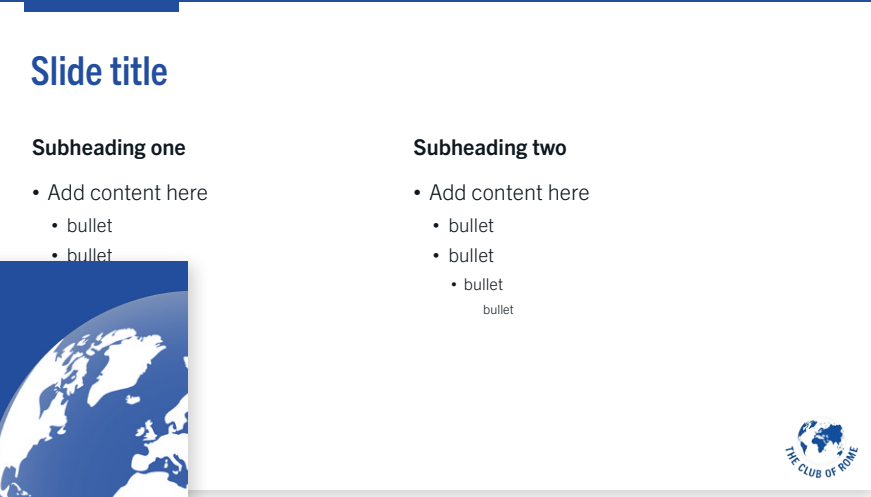 Slide title
Subheading one
• Add content here
• bullet
• bullet
Subheading two
• Add content here
• bullet
• bullet
• bullet
bullet
THE CLUB OF ROME